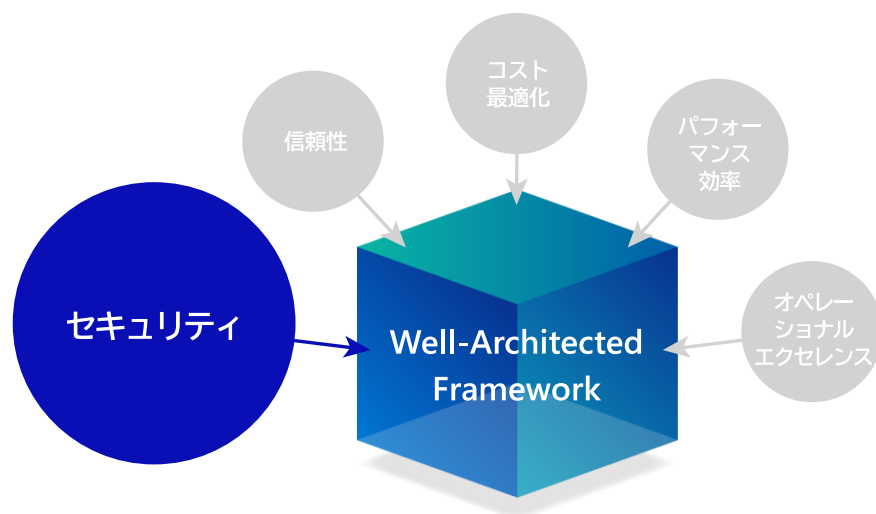 コスト
最適化
信頼性
パフォー
マンス
効率
セキュリティ
オペレー
ショナル
エクセレンス
Well-Architected
Framework